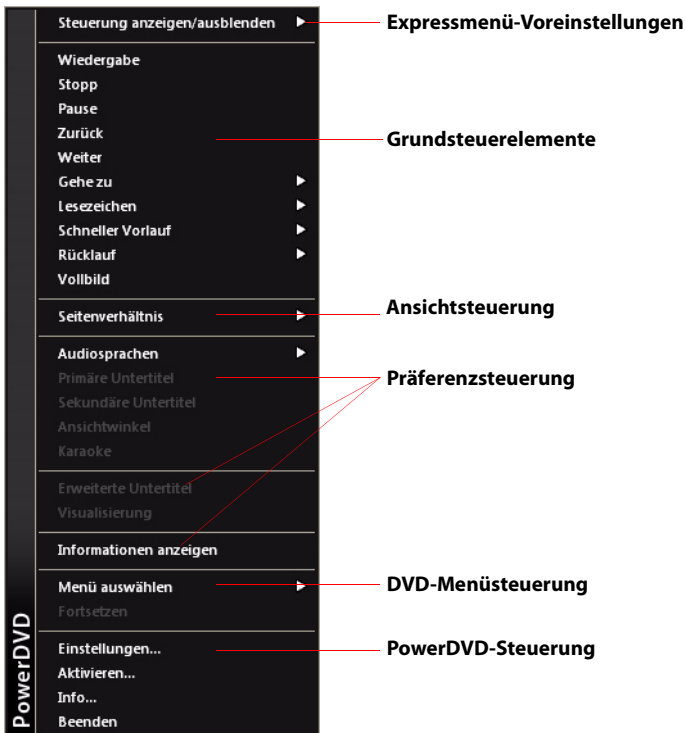 Steuerung anzeigen/ausblenden
Expressmenü-Voreinstellungen
Wiedergabe
Stopp
Pause
Zurück
Grundsteuerelemente
Weiter
Gehe zu
Lesezeichen
Schneller Vorlauf
Rücklauf
Vollbild
Seitenverhältnis
Ansichtsteuerung
Audiosprachen
Primäre Untertitel
Präferenzsteuerung
Sekundäre Untertitel
Ansichtwinkel
Karaoke
Erweiterte Untertitel
Visualisierung
Informationen anzeigen
Menü auswählen
DVD-Menüsteuerung
Fortsetzen
Einstellungen...
PowerDVD-Steuerung
Aktivieren...
Info...
Beenden
PowerDVD